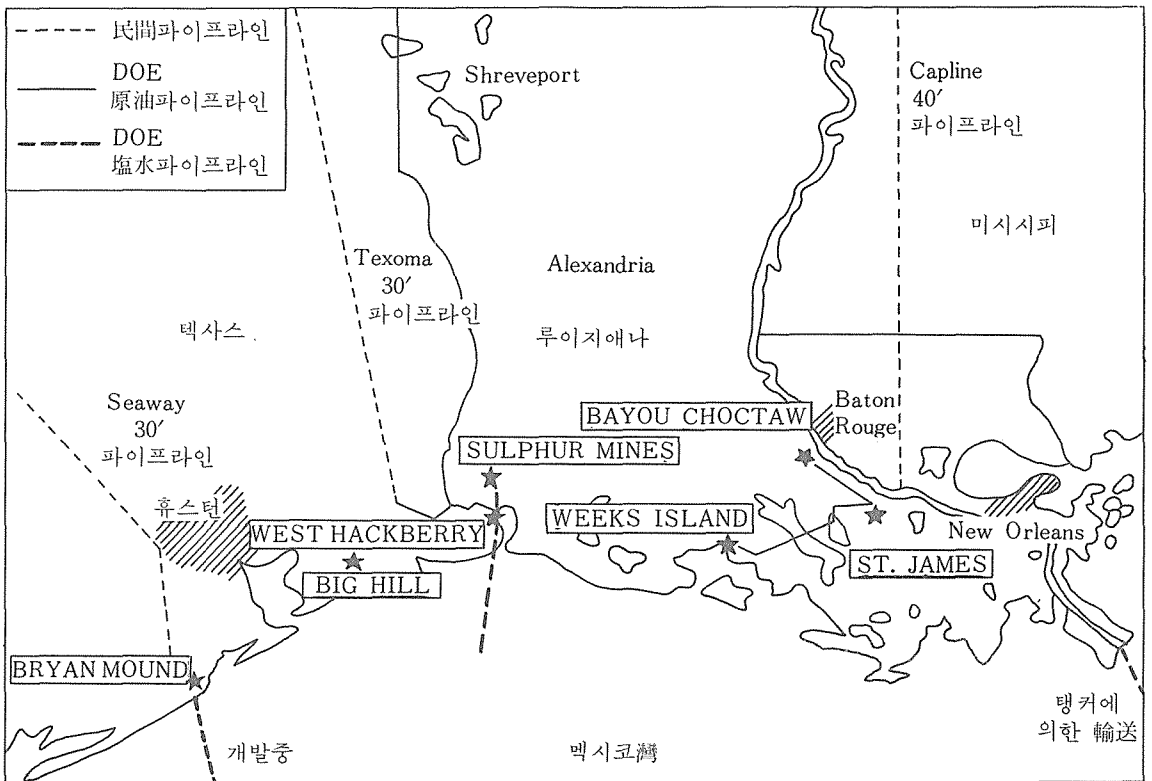 民間파이프라인
DOE
原油파이프라인
DOE
塩水파이프라인
Shreveport
Capline
40′
파이프라인
미시시피
Texoma
30′
파이프라인
Alexandria
루이지애나
텍사스
Seaway
30′
파이프라인
휴스턴
BAYOU CHOCTAW
Baton
Rouge
SULPHUR MINES
WEST HACKBERRY
WEEKS ISLAND
New Orleans
BIG HILL
ST. JAMES
BRYAN MOUND
개발중
멕시코灣
탱커에
의한 輸送